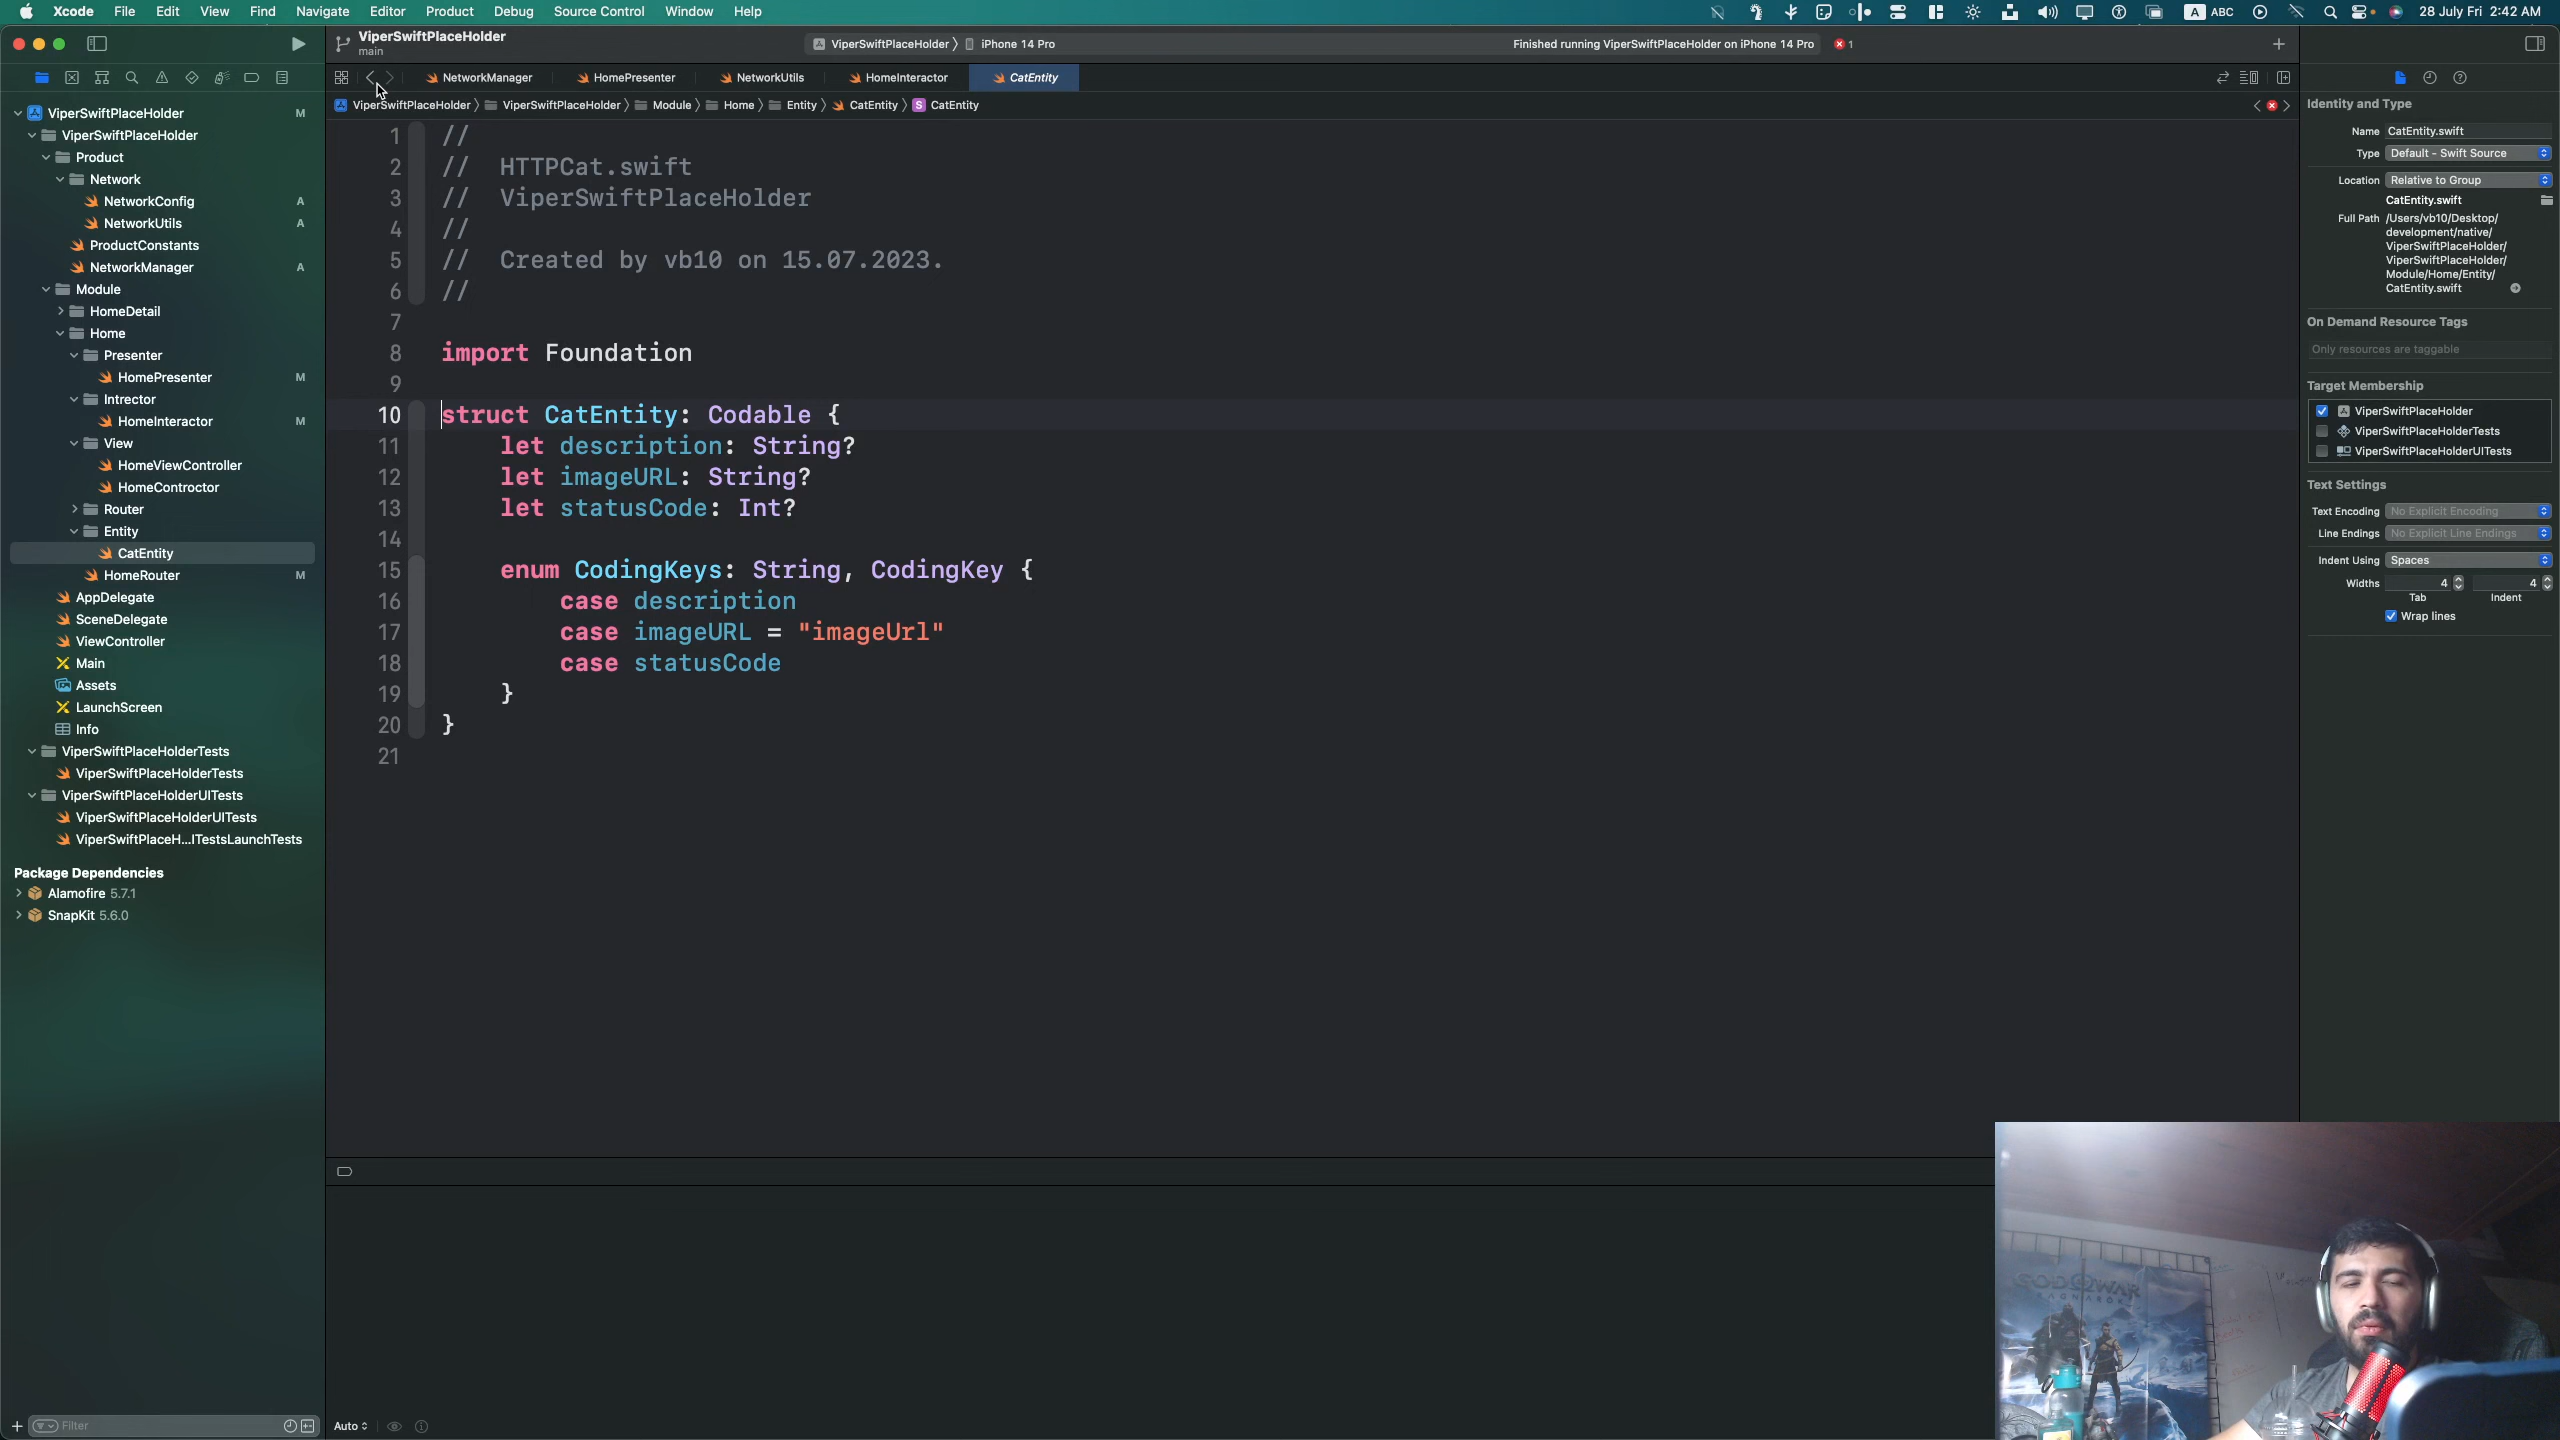 Xcode File Edit View Find Navigate Editor Product Debug Source Control Window Help
A ABC 28 July Fri 2:42 AM
ViperSwiftPlaceHolder
main
ViperSwiftPlaceHolder 〉 iPhone 14 Pro
Finished running ViperSwiftPlaceHolder on iPhone 14 Pro
1
NetworkManager HomePresenter NetworkUtils HomeInteractor CatEntity
ViperSwiftPlaceHolder 〉 ViperSwiftPlaceHolder 〉 Module 〉 Home 〉 Entity 〉 CatEntity 〉 S CatEntity
ViperSwiftPlaceHolder M
ViperSwiftPlaceHolder
Product
Network
NetworkConfig A
NetworkUtils A
ProductConstants
NetworkManager A
Module
HomeDetail
Home
Presenter
HomePresenter M
Intrector
HomeInteractor M
View
HomeViewController
HomeControctor
Router
Entity
CatEntity
HomeRouter M
AppDelegate
SceneDelegate
ViewController
Main
Assets
LaunchScreen
Info
ViperSwiftPlaceHolderTests
ViperSwiftPlaceHolderTests
ViperSwiftPlaceHolderUITests
ViperSwiftPlaceHolderUITests
ViperSwiftPlaceH...ITestsLaunchTests
Package Dependencies
Alamofire 5.7.1
SnapKit 5.6.0
Filter
1 //
2 // HTTPCat.swift
3 // ViperSwiftPlaceHolder
4 //
5 // Created by vb10 on 15.07.2023.
6 //
7
8 import Foundation
9
10 struct CatEntity: Codable {
11 let description: String?
12 let imageURL: String?
13 let statusCode: Int?
14
15 enum CodingKeys: String, CodingKey {
16 case description
17 case imageURL = "imageUrl"
18 case statusCode
19 }
20 }
21
Auto
Identity and Type
Name CatEntity.swift
Type Default - Swift Source
Location Relative to Group
CatEntity.swift
Full Path /Users/vb10/Desktop/
development/native/
ViperSwiftPlaceHolder/
ViperSwiftPlaceHolder/
Module/Home/Entity/
CatEntity.swift
On Demand Resource Tags
Only resources are taggable
Target Membership
ViperSwiftPlaceHolder
ViperSwiftPlaceHolderTests
ViperSwiftPlaceHolderUITests
Text Settings
Text Encoding No Explicit Encoding
Line Endings No Explicit Line Endings
Indent Using Spaces
Widths 4 4
Tab Indent
Wrap lines
GOD OF WAR
RAGNARÖK